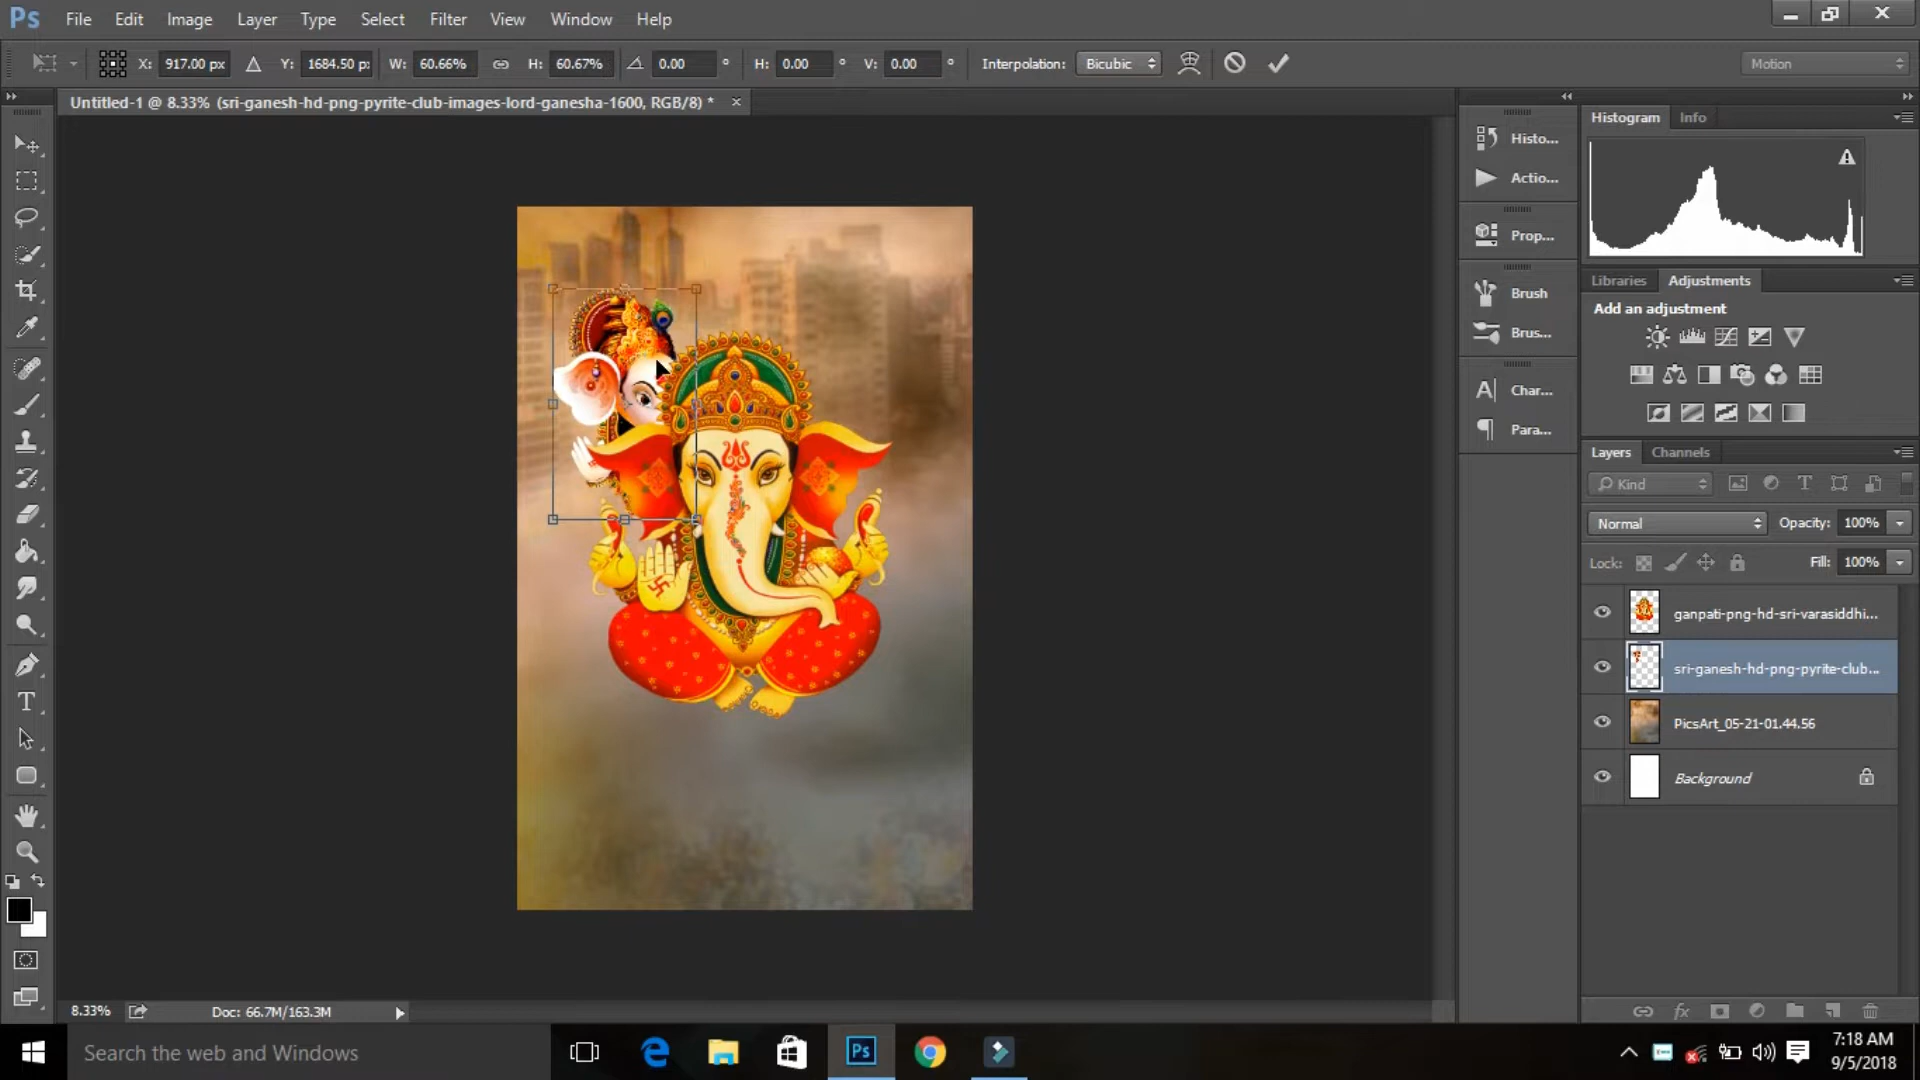 Ps File Edit Image Layer Type Select Filter View Window Help
X: 917.00 px Y: 1684.50 p: W: 60.66% H: 60.67% 0.00 ° H: 0.00 ° V: 0.00 ° Interpolation: Bicubic Motion
Untitled-1 @ 8.33% (sri-ganesh-hd-png-pyrite-club-images-lord-ganesha-1600, RGB/8) * ×
Histo...
Actio...
Prop...
Brush
Brus...
Char...
Para...
Histogram Info
Libraries Adjustments
Add an adjustment
Layers Channels
Kind
Normal Opacity: 100%
Lock: Fill: 100%
ganpati-png-hd-sri-varasiddhi...
sri-ganesh-hd-png-pyrite-club...
PicsArt_05-21-01.44.56
Background
8.33% Doc: 66.7M/163.3M
Search the web and Windows
Ps
7:18 AM
9/5/2018